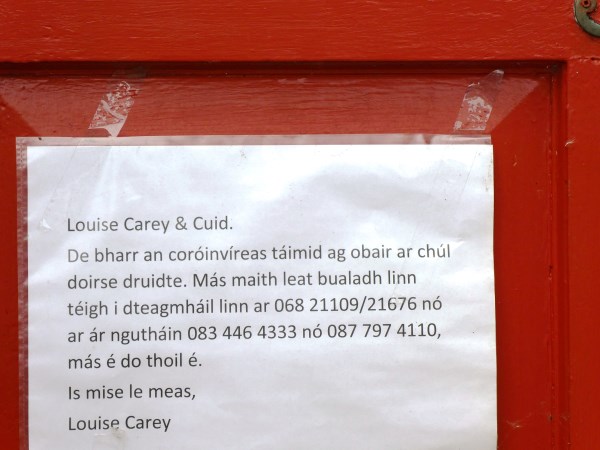 Louise Carey & Cuid.
De bharr an coróinvíreas táimid ag obair ar chúl
doirse druidte. Más maith leat bualadh linn
téigh i dteagmháil linn ar 068 21109/21676 nó
ar ár ngutháin 083 446 4333 nó 087 797 4110,
más é do thoil é.
Is mise le meas,
Louise Carey